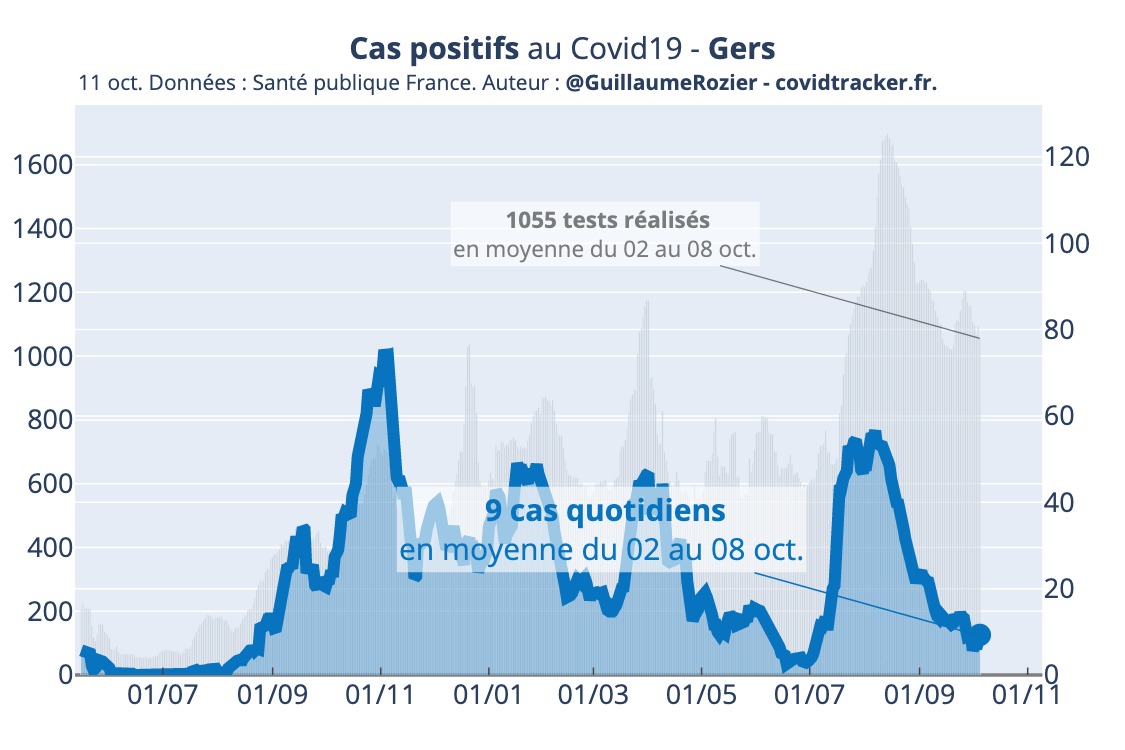 Cas positifs au Covid19 - Gers
11 oct. Données : Santé publique France. Auteur : @GuillaumeRozier - covidtracker.fr.
1600
1400
1200
1000
800
600
400
200
0
120
100
80
60
40
20
0
1055 tests réalisés
en moyenne du 02 au 08 oct.
9 cas quotidiens
en moyenne du 02 au 08 oct.
01/07 01/09 01/11 01/01 01/03 01/05 01/07 01/09 01/11